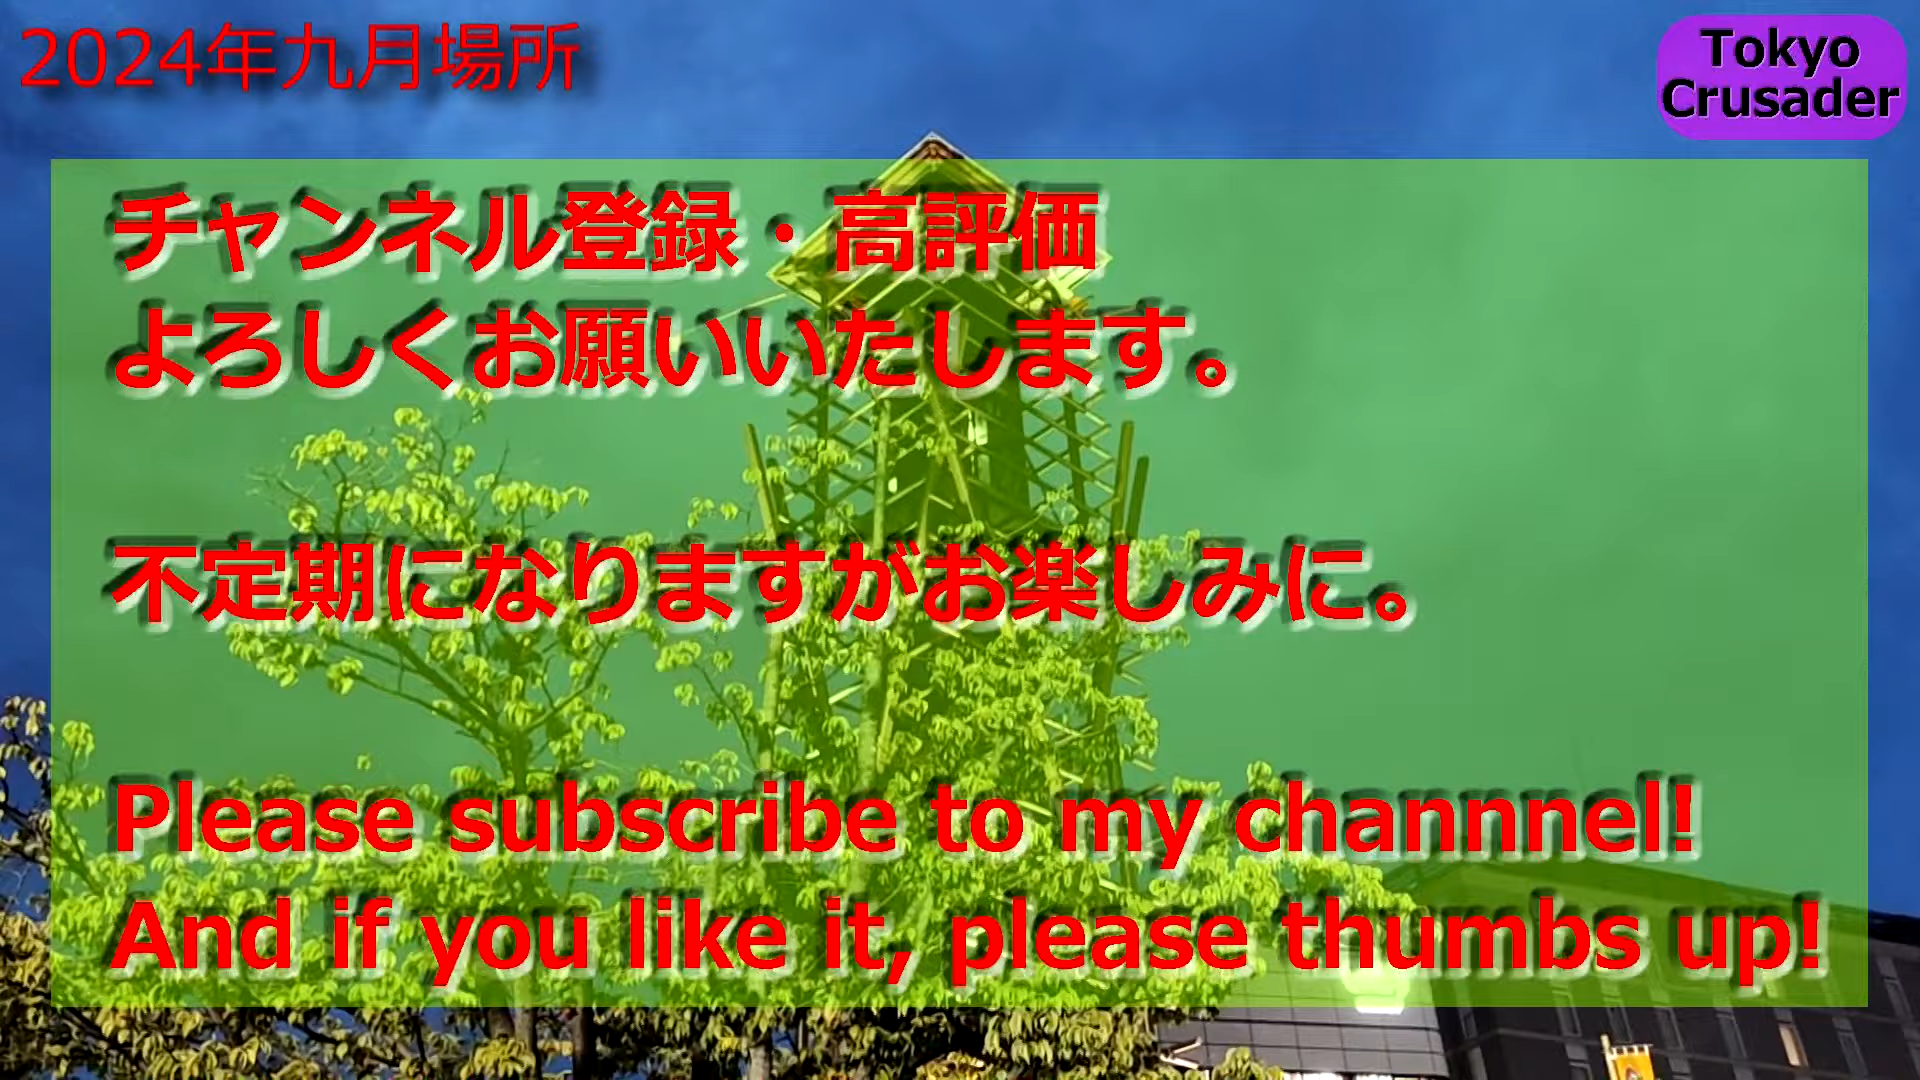 2024年九月場所
Tokyo
Crusader
チャンネル登録・高評価
よろしくお願いいたします。
不定期になりますがお楽しみに。
Please subscribe to my channnel!
And if you like it, please thumbs up!